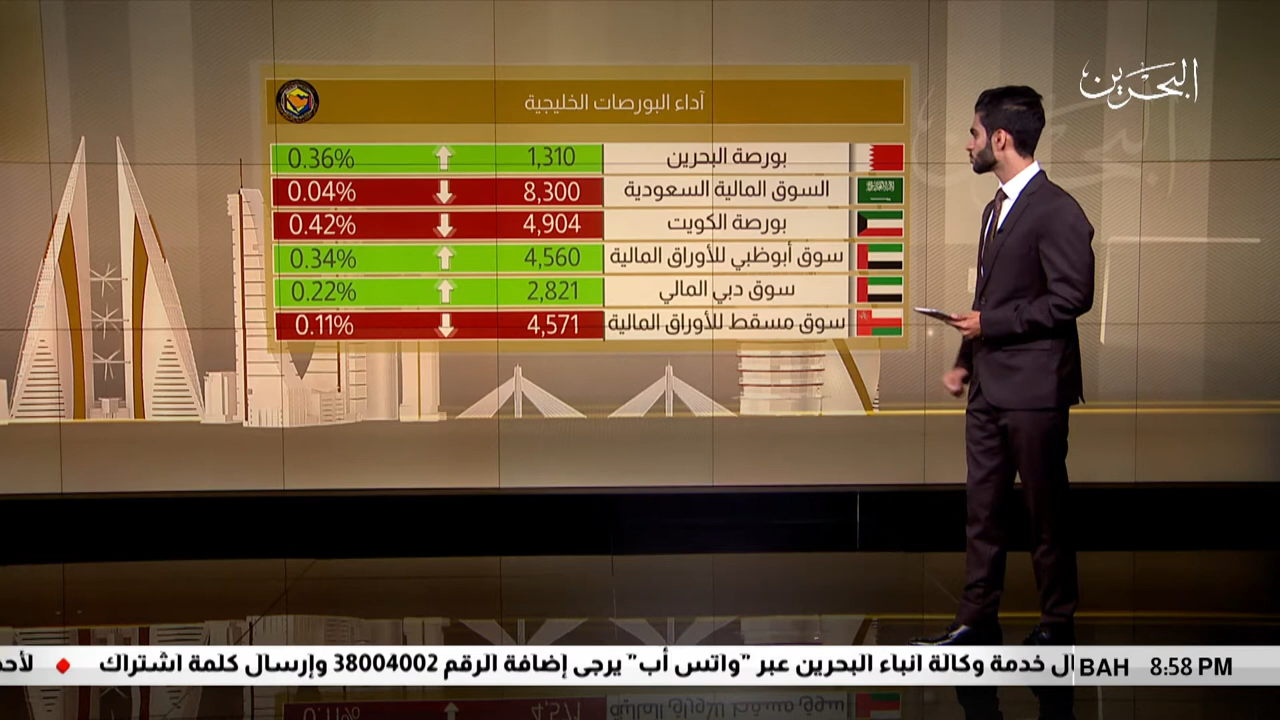 البحرين
آداء البورصات الخليجية
بورصة البحرين 1,310 0.36%
السوق المالية السعودية 8,300 0.04%
بورصة الكويت 4,904 0.42%
سوق أبوظبي للأوراق المالية 4,560 0.34%
سوق دبي المالي 2,821 0.22%
سوق مسقط للأوراق المالية 4,571 0.11%
خدمة وكالة انباء البحرين عبر "واتس أب" يرجى إضافة الرقم 38004002 وإرسال كلمة اشتراك
BAH 8:58 PM